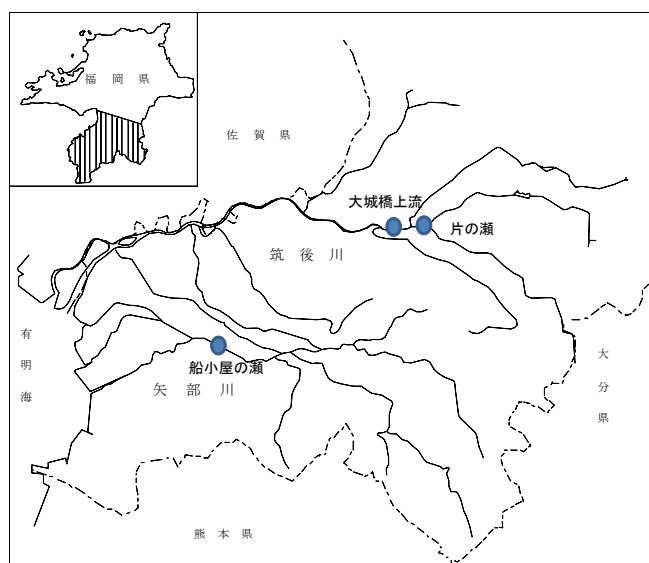 福岡県
佐賀県
大城橋上流
片の瀬
筑後川
有明海
船小屋の瀬
矢部川
大分県
熊本県